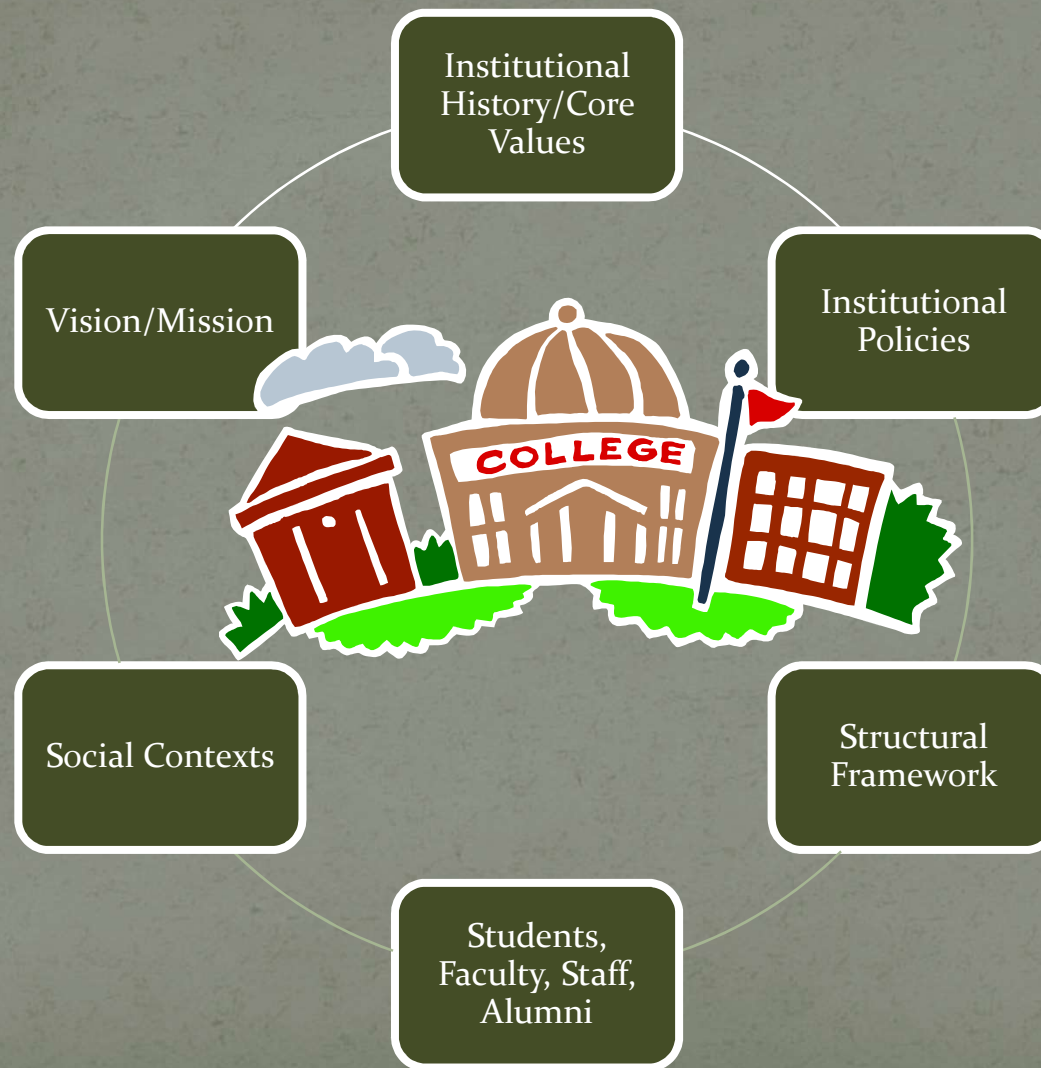 Institutional
History/Core
Values
Vision/Mission
Institutional
Policies
COLLEGE
Social Contexts
Structural
Framework
Students,
Faculty, Staff,
Alumni